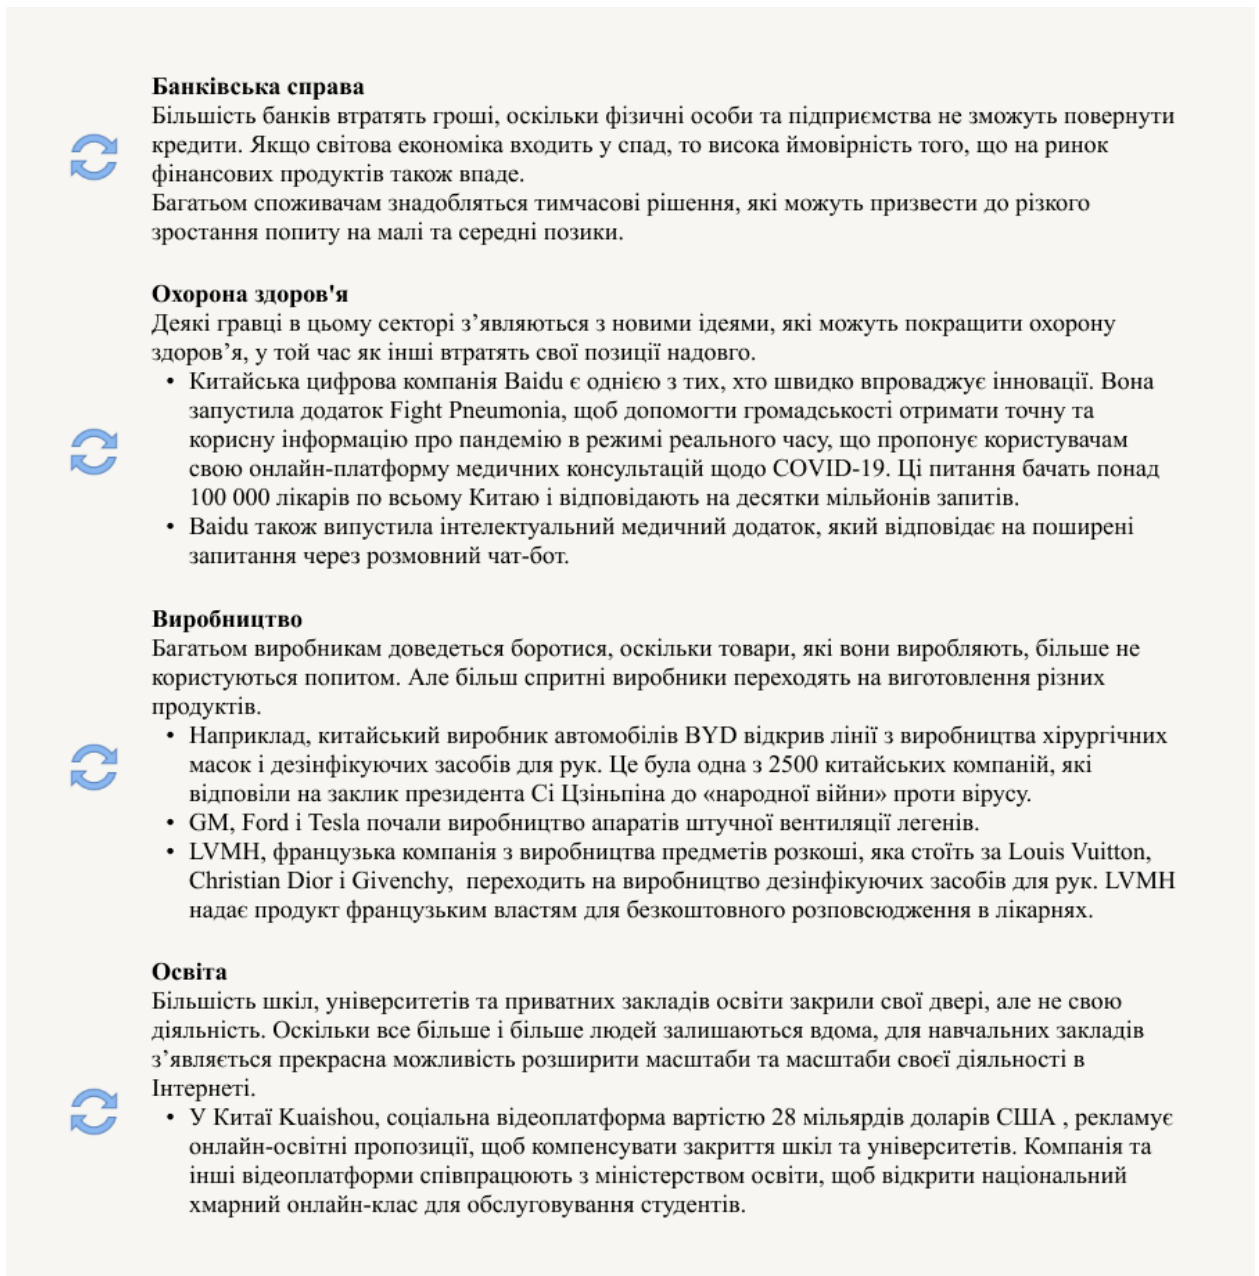 Банківська справа
Більшість банків втратять гроші, оскільки фізичні особи та підприємства не зможуть повернути
кредити. Якщо світова економіка входить у спад, то висока ймовірність того, що на ринок
фінансових продуктів також впаде.
Багатьом споживачам знадобляться тимчасові рішення, які можуть призвести до різкого
зростання попиту на малі та середні позики.
Охорона здоров'я
Деякі гравці в цьому секторі з’являються з новими ідеями, які можуть покращити охорону
здоров’я, у той час як інші втратять свої позиції надовго.
• Китайська цифрова компанія Baidu є однією з тих, хто швидко впроваджує інновації. Вона
запустила додаток Fight Pneumonia, щоб допомогти громадськості отримати точну та
корисну інформацію про пандемію в режимі реального часу, що пропонує користувачам
свою онлайн-платформу медичних консультацій щодо COVID-19. Ці питання бачать понад
100 000 лікарів по всьому Китаю і відповідають на десятки мільйонів запитів.
• Baidu також випустила інтелектуальний медичний додаток, який відповідає на поширені
запитання через розмовний чат-бот.
Виробництво
Багатьом виробникам доведеться боротися, оскільки товари, які вони виробляють, більше не
користуються попитом. Але більш спритні виробники переходять на виготовлення різних
продуктів.
• Наприклад, китайський виробник автомобілів BYD відкрив лінії з виробництва хірургічних
масок і дезінфікуючих засобів для рук. Це була одна з 2500 китайських компаній, які
відповіли на заклик президента Сі Цзіньпіна до «народної війни» проти вірусу.
• GM, Ford і Tesla почали виробництво апаратів штучної вентиляції легенів.
• LVMH, французька компанія з виробництва предметів розкоші, яка стоїть за Louis Vuitton,
Christian Dior і Givenchy,  переходить на виробництво дезінфікуючих засобів для рук. LVMH
надає продукт французьким властям для безкоштовного розповсюдження в лікарнях.
Освіта
Більшість шкіл, університетів та приватних закладів освіти закрили свої двері, але не свою
діяльність. Оскільки все більше і більше людей залишаються вдома, для навчальних закладів
з’являється прекрасна можливість розширити масштаби та масштаби своєї діяльності в
Інтернеті.
• У Китаї Kuaishou, соціальна відеоплатформа вартістю 28 мільярдів доларів США , рекламує
онлайн-освітні пропозиції, щоб компенсувати закриття шкіл та університетів. Компанія та
інші відеоплатформи співпрацюють з міністерством освіти, щоб відкрити національний
хмарний онлайн-клас для обслуговування студентів.